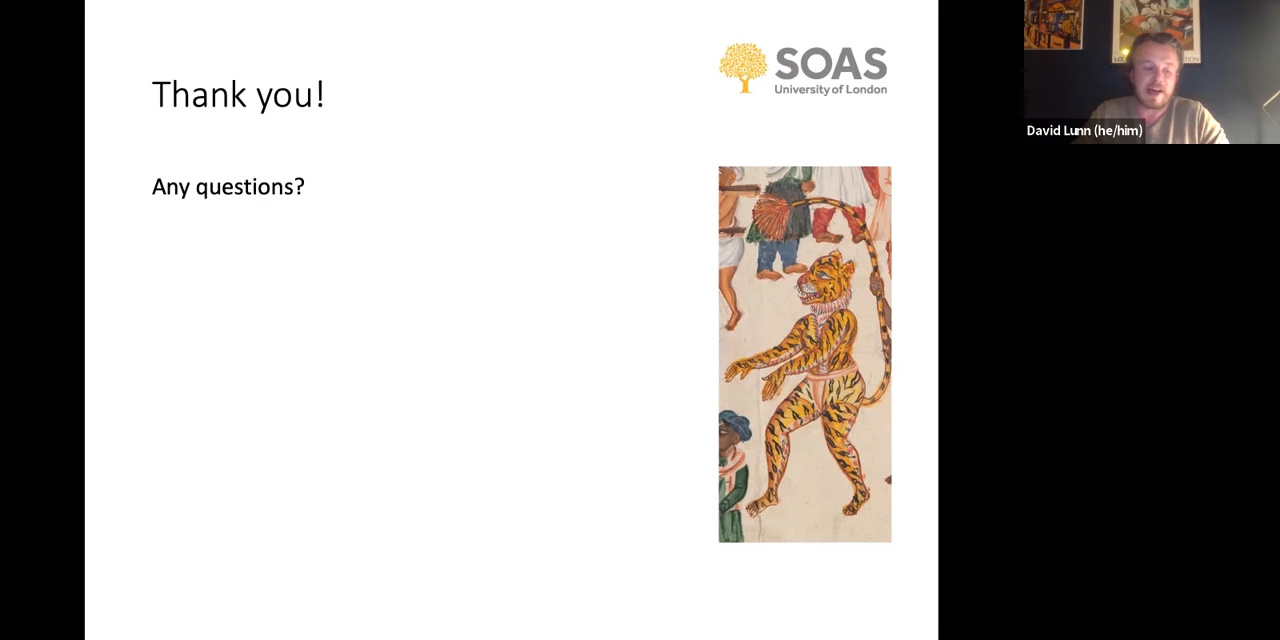 Thank you!
SOAS
University of London
Any questions?
David Lunn (he/him)